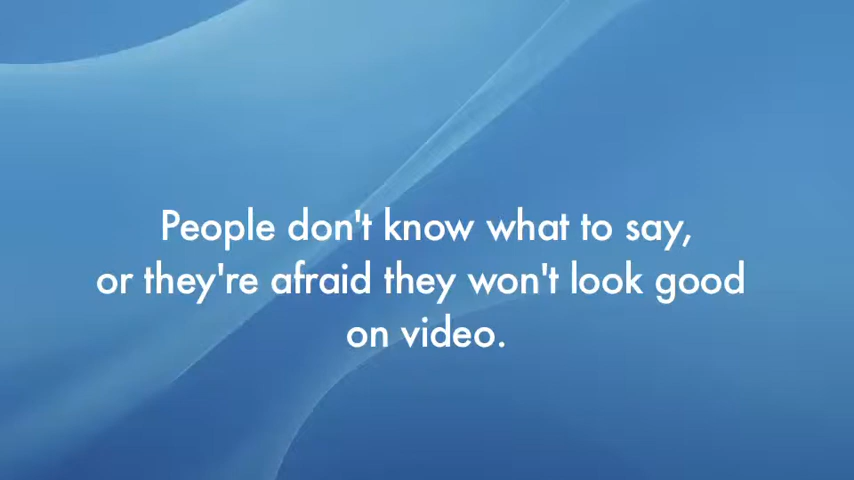 People don't know what to say,
or they're afraid they won't look good
on video.